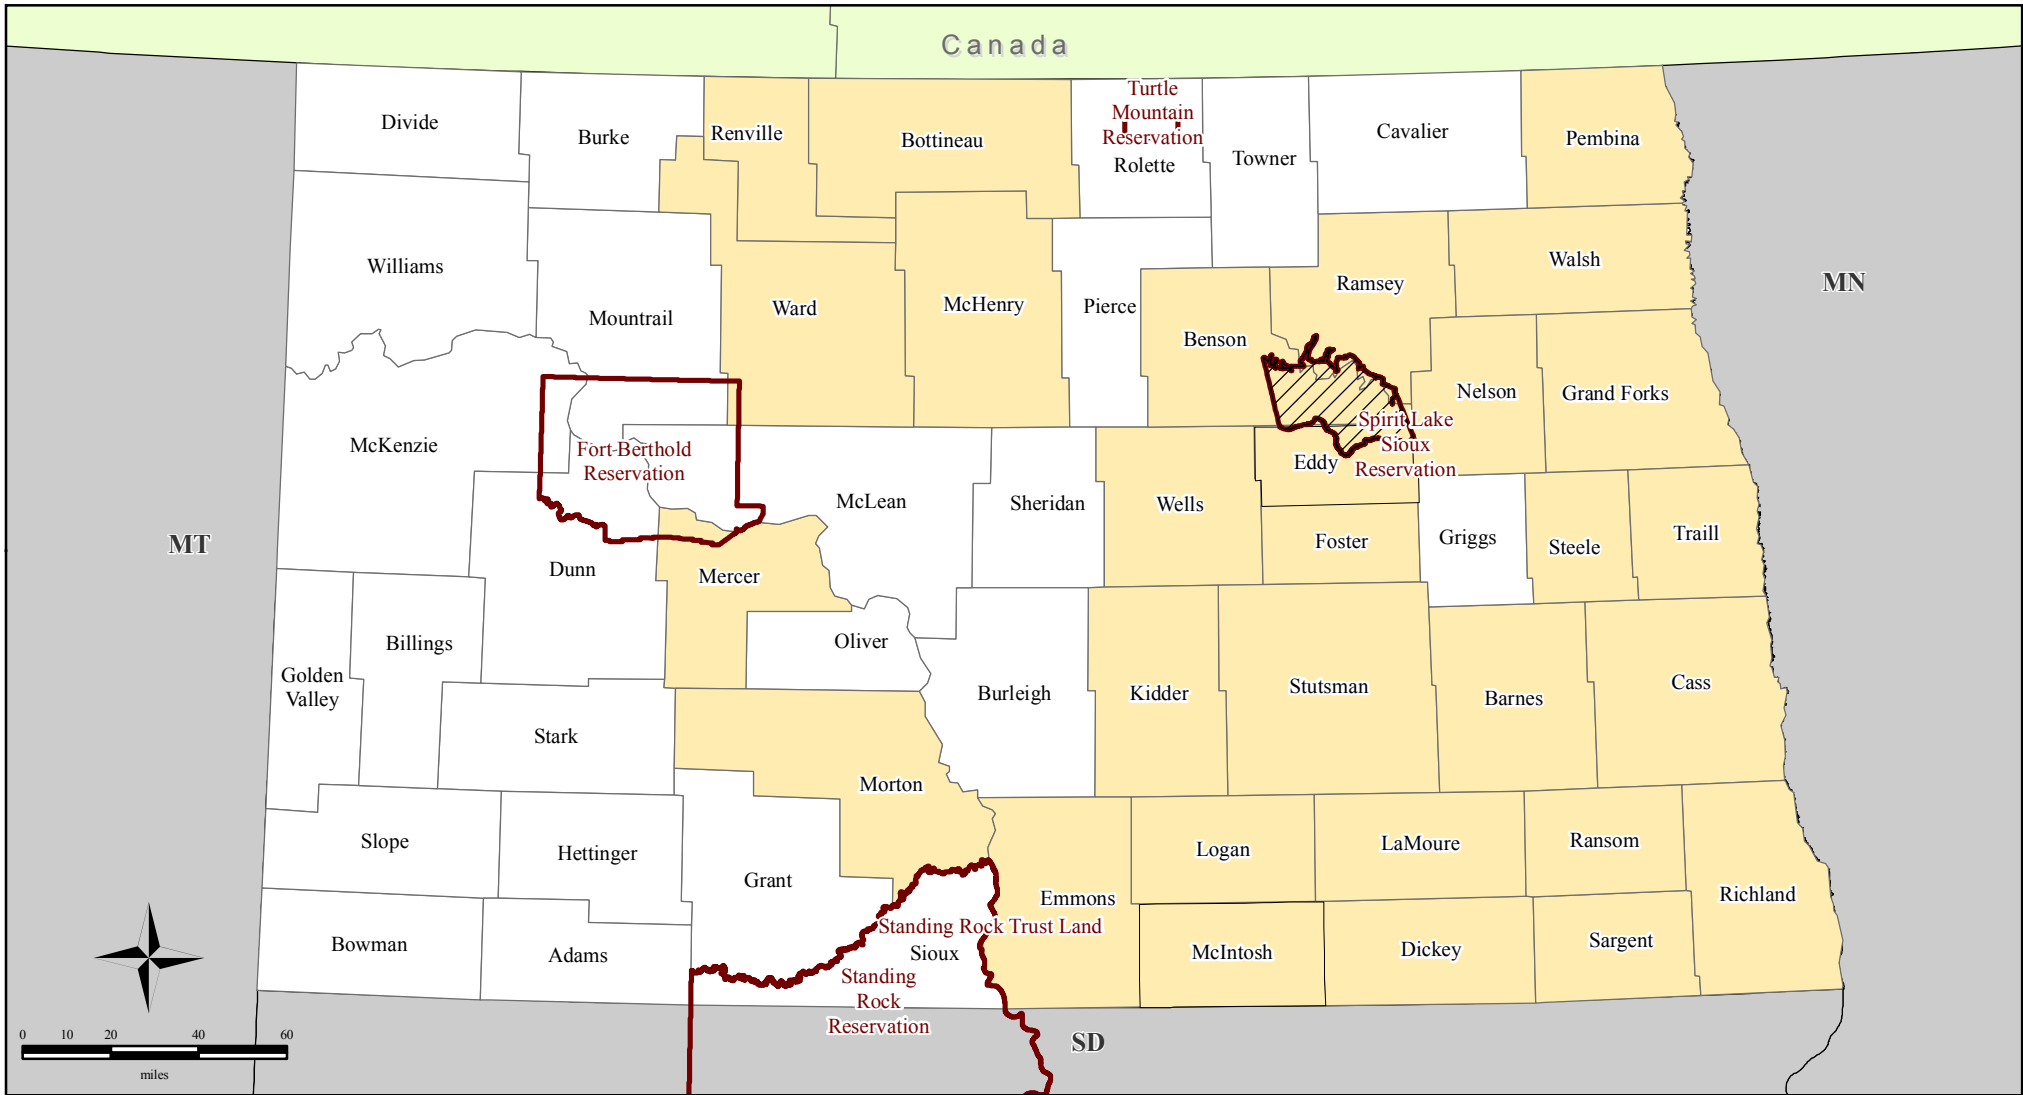 Canada
Turtle
Mountain
Reservation
Divide
Burke
Renville
Bottineau
Rolette
Towner
Cavalier
Pembina
Williams
Mountrail
Ward
McHenry
Pierce
Benson
Ramsey
Walsh
MN
McKenzie
Fort Berthold
Reservation
McLean
Sheridan
Wells
Eddy
Spirit Lake
Sioux
Reservation
Nelson
Grand Forks
MT
Dunn
Mercer
Foster
Griggs
Steele
Traill
Golden
Valley
Billings
Oliver
Burleigh
Kidder
Stutsman
Barnes
Cass
Stark
Morton
Slope
Hettinger
Grant
Emmons
Logan
LaMoure
Ransom
Richland
Bowman
Adams
Standing Rock Trust Land
Sioux
McIntosh
Dickey
Sargent
Standing
Rock
Reservation
SD
0 10 20 40 60
miles